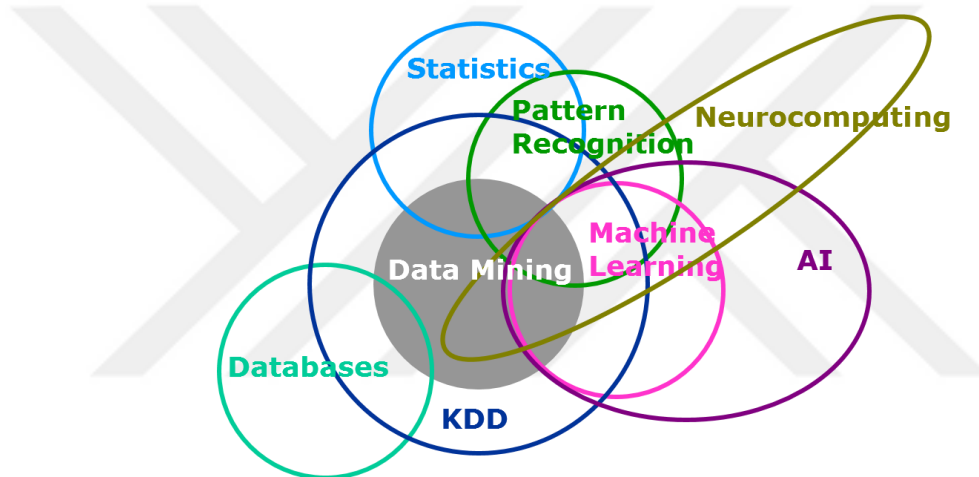 Statistics
Pattern
Recognition
Neurocomputing
Machine
Learning
AI
Data Mining
Databases
KDD